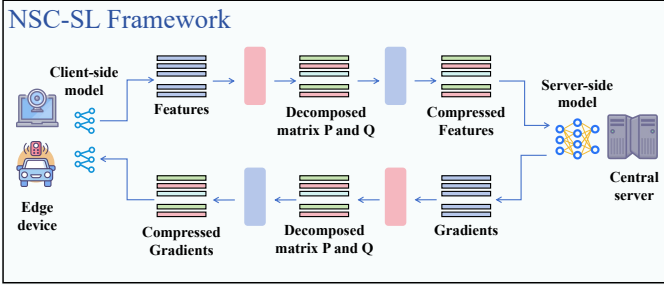 NSC-SL Framework
Client-side
model
Features
Decomposed
matrix P and Q
Compressed
Features
Server-side
model
Edge
device
Compressed
Gradients
Decomposed
matrix P and Q
Gradients
Central
server